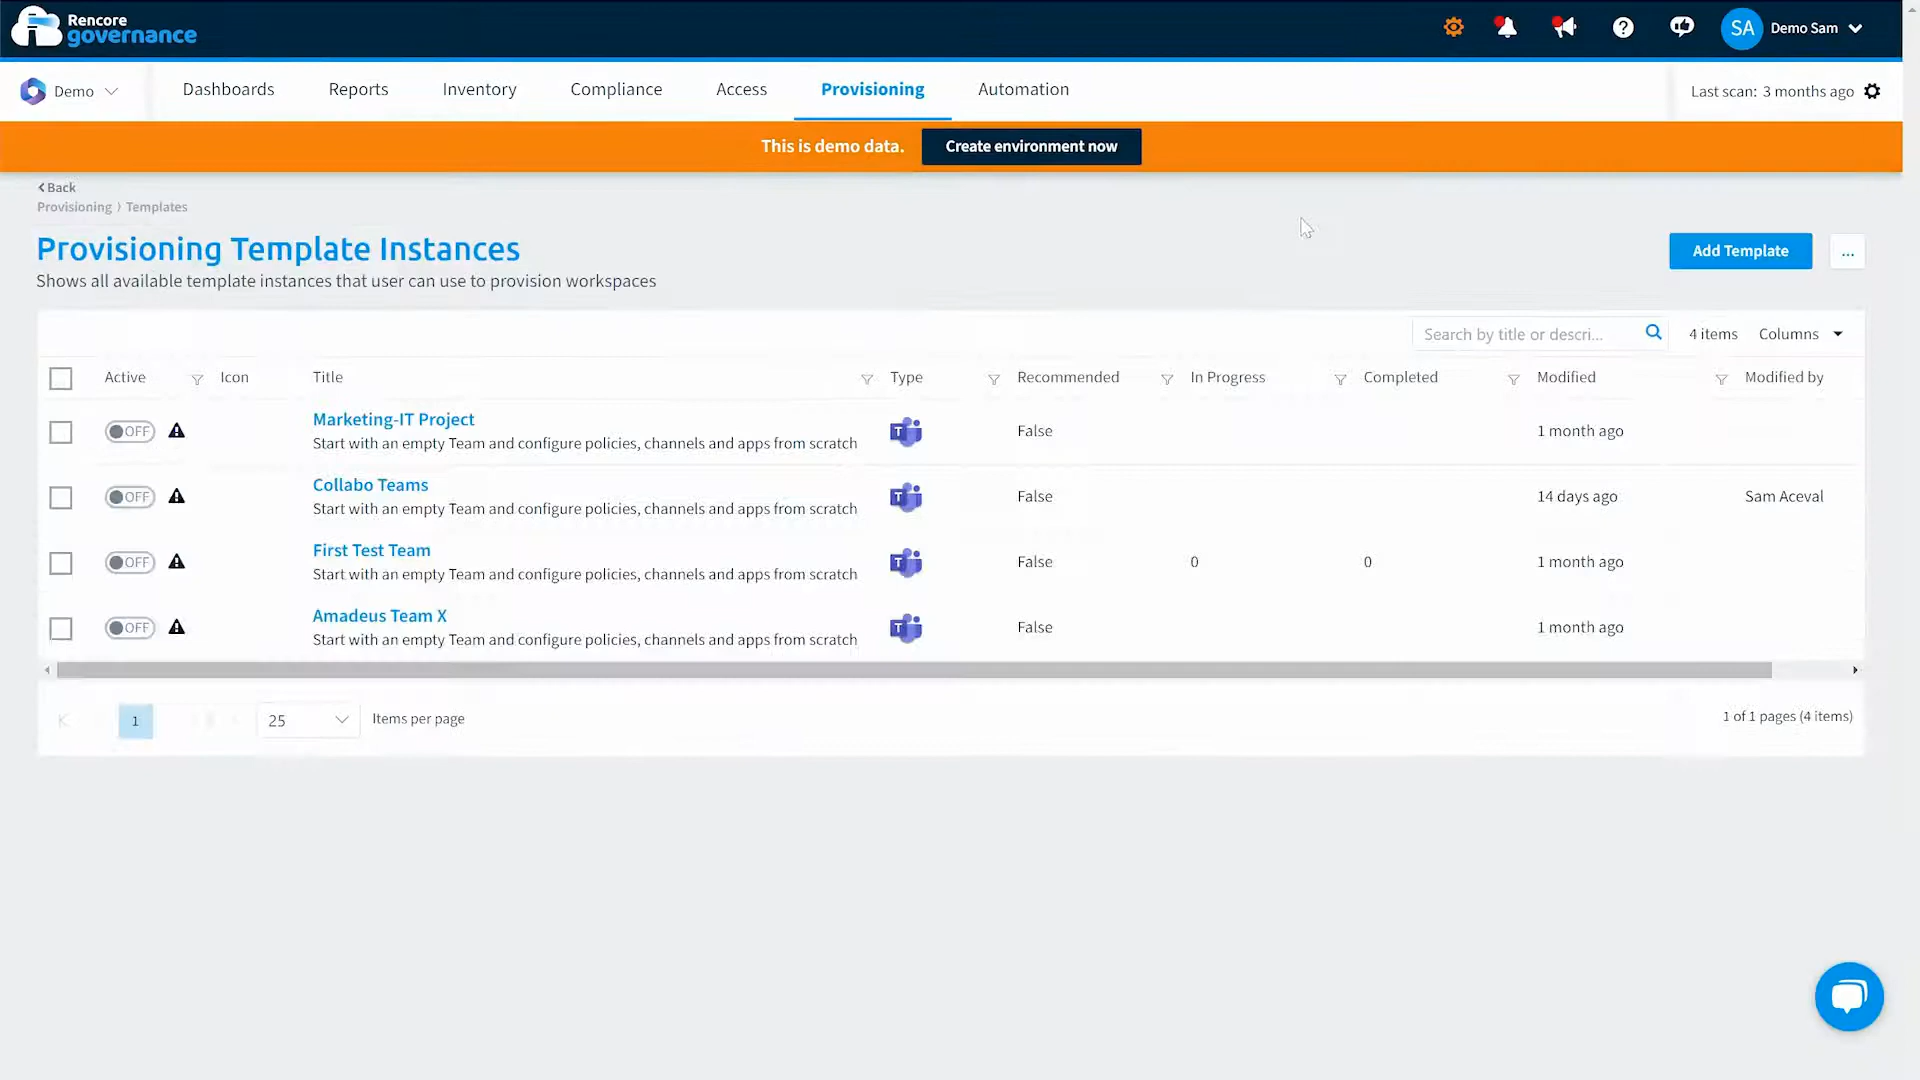 Rencore
governance
SA Demo Sam
Demo
Dashboards Reports Inventory Compliance Access Provisioning Automation
Last scan: 3 months ago
This is demo data. Create environment now
Back
Provisioning Templates
Provisioning Template Instances
Shows all available template instances that user can use to provision workspaces
Add Template ...
Search by title or descri... 4 items Columns
Active Icon Title Type Recommended In Progress Completed Modified Modified by
OFF Marketing-IT Project T False 1 month ago
Start with an empty Team and configure policies, channels and apps from scratch
OFF Collabo Teams T False 14 days ago Sam Aceval
Start with an empty Team and configure policies, channels and apps from scratch
OFF First Test Team T False 0 0 1 month ago
Start with an empty Team and configure policies, channels and apps from scratch
OFF Amadeus Team X T False 1 month ago
Start with an empty Team and configure policies, channels and apps from scratch
1 25 Items per page 1 of 1 pages (4 items)